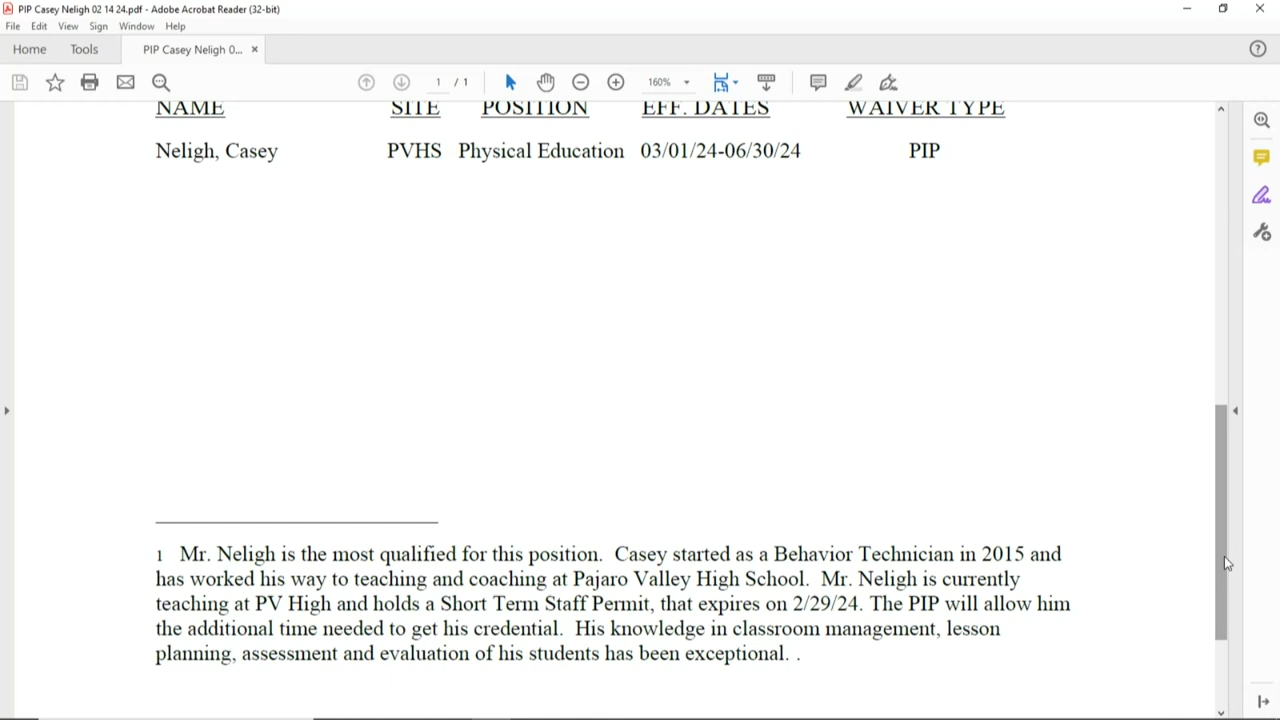 PIP Casey Neligh 02 14 24.pdf - Adobe Acrobat Reader (32-bit)
File Edit View Sign Window Help
Home Tools PIP Casey Neligh 0... ×
1 / 1 160%
NAME SITE POSITION EFF. DATES WAIVER TYPE
Neligh, Casey PVHS Physical Education 03/01/24-06/30/24 PIP
1 Mr. Neligh is the most qualified for this position. Casey started as a Behavior Technician in 2015 and
has worked his way to teaching and coaching at Pajaro Valley High School. Mr. Neligh is currently
teaching at PV High and holds a Short Term Staff Permit, that expires on 2/29/24. The PIP will allow him
the additional time needed to get his credential. His knowledge in classroom management, lesson
planning, assessment and evaluation of his students has been exceptional. .